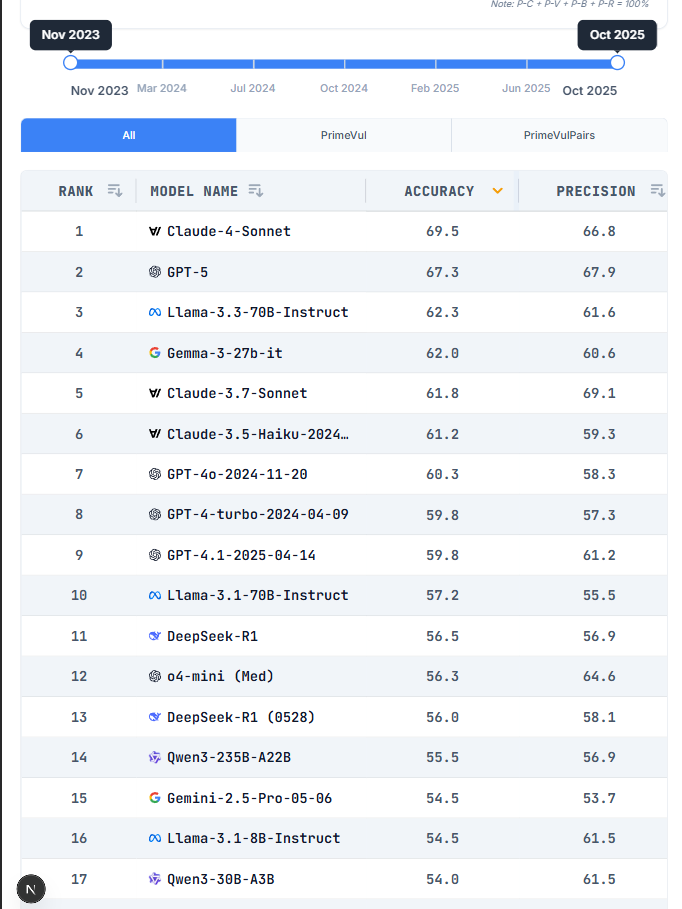 Note: P-C + P-V + P-B + P-R = 100%
Nov 2023 Oct 2025
Nov 2023 Mar 2024 Jul 2024 Oct 2024 Feb 2025 Jun 2025 Oct 2025
All PrimeVul PrimeVulPairs
RANK MODEL NAME ACCURACY PRECISION
1 Claude-4-Sonnet 69.5 66.8
2 GPT-5 67.3 67.9
3 Llama-3.3-70B-Instruct 62.3 61.6
4 Gemma-3-27b-it 62.0 60.6
5 Claude-3.7-Sonnet 61.8 69.1
6 Claude-3.5-Haiku-2024… 61.2 59.3
7 GPT-4o-2024-11-20 60.3 58.3
8 GPT-4-turbo-2024-04-09 59.8 57.3
9 GPT-4.1-2025-04-14 59.8 61.2
10 Llama-3.1-70B-Instruct 57.2 55.5
11 DeepSeek-R1 56.5 56.9
12 o4-mini (Med) 56.3 64.6
13 DeepSeek-R1 (0528) 56.0 58.1
14 Qwen3-235B-A22B 55.5 56.9
15 Gemini-2.5-Pro-05-06 54.5 53.7
16 Llama-3.1-8B-Instruct 54.5 61.5
17 Qwen3-30B-A3B 54.0 61.5
N